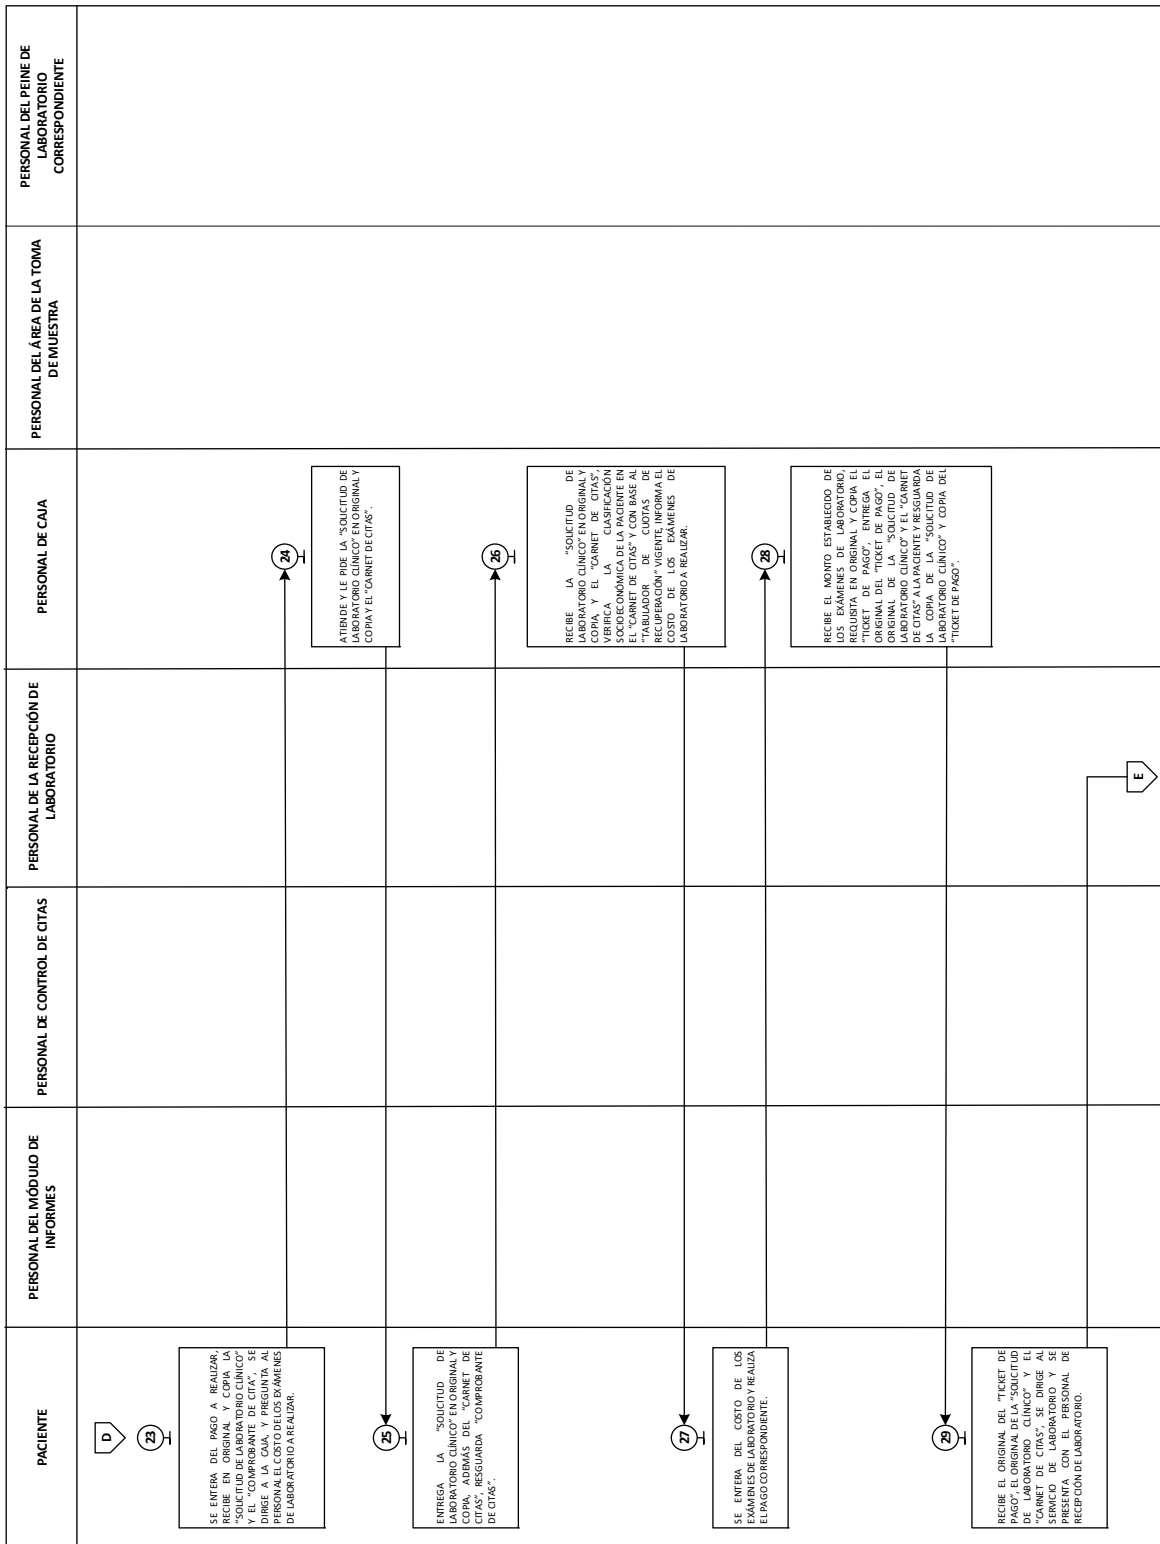 PACIENTE
PERSONAL DEL MÓDULO DE
INFORMES
PERSONAL DE CONTROL DE CITAS
PERSONAL DE LA RECEPCIÓN DE
LABORATORIO
PERSONAL DE CAJA
PERSONAL DEL ÁREA DE LA TOMA
DE MUESTRA
PERSONAL DEL PEINE DE
LABORATORIO
CORRESPONDIENTE
D
23
SE ENTERA DEL PAGO A REALIZAR,
RECIBE EN ORIGINAL Y COPIA LA
"SOLICITUD DE LABORATORIO CLÍNICO"
Y EL "COMPROBANTE DE CITA", SE
DIRIGE A LA CAJA, Y PREGUNTA AL
PERSONAL EL COSTO DE LOS EXÁMENES
DE LABORATORIO A REALIZAR.
24
ATIENDE Y LE PIDE LA "SOLICITUD DE
LABORATORIO CLÍNICO" EN ORIGINAL Y
COPIA Y EL "CARNET DE CITAS".
25
ENTREGA LA "SOLICITUD DE
LABORATORIO CLÍNICO" EN ORIGINAL Y
COPIA, ADEMÁS DEL "CARNET DE
CITAS", RESGUARDA "COMPROBANTE
DE CITAS".
26
RECIBE LA "SOLICITUD DE
LABORATORIO CLÍNICO" EN ORIGINAL Y
COPIA, Y EL "CARNET DE CITAS",
VERIFICA LA CLASIFICACIÓN
SOCIOECONÓMICA DE LA PACIENTE EN
EL "CARNET DE CITAS" Y CON BASE AL
"TABULADOR DE CUOTAS DE
RECUPERACIÓN" VIGENTE, INFORMA EL
COSTO DE LOS EXÁMENES DE
LABORATORIO A REALIZAR.
27
SE ENTERA DEL COSTO DE LOS
EXÁMENES DE LABORATORIO Y REALIZA
EL PAGO CORRESPONDIENTE.
28
RECIBE EL MONTO ESTABLECIDO DE
LOS EXÁMENES DE LABORATORIO,
REQUISITA EN ORIGINAL Y COPIA EL
"TICKET DE PAGO", ENTREGA EL
ORIGINAL DEL "TICKET DE PAGO", EL
ORIGINAL DE LA "SOLICITUD DE
LABORATORIO CLÍNICO" Y EL "CARNET
DE CITAS" A LA PACIENTE Y RESGUARDA
LA COPIA DE LA "SOLICITUD DE
LABORATORIO CLÍNICO" Y COPIA DEL
"TICKET DE PAGO".
29
RECIBE EL ORIGINAL DEL "TICKET DE
PAGO", EL ORIGINAL DE LA "SOLICITUD
DE LABORATORIO CLÍNICO" Y EL
"CARNET DE CITAS", SE DIRIGE AL
SERVICIO DE LABORATORIO Y SE
PRESENTA CON EL PERSONAL DE
RECEPCIÓN DE LABORATORIO.
E